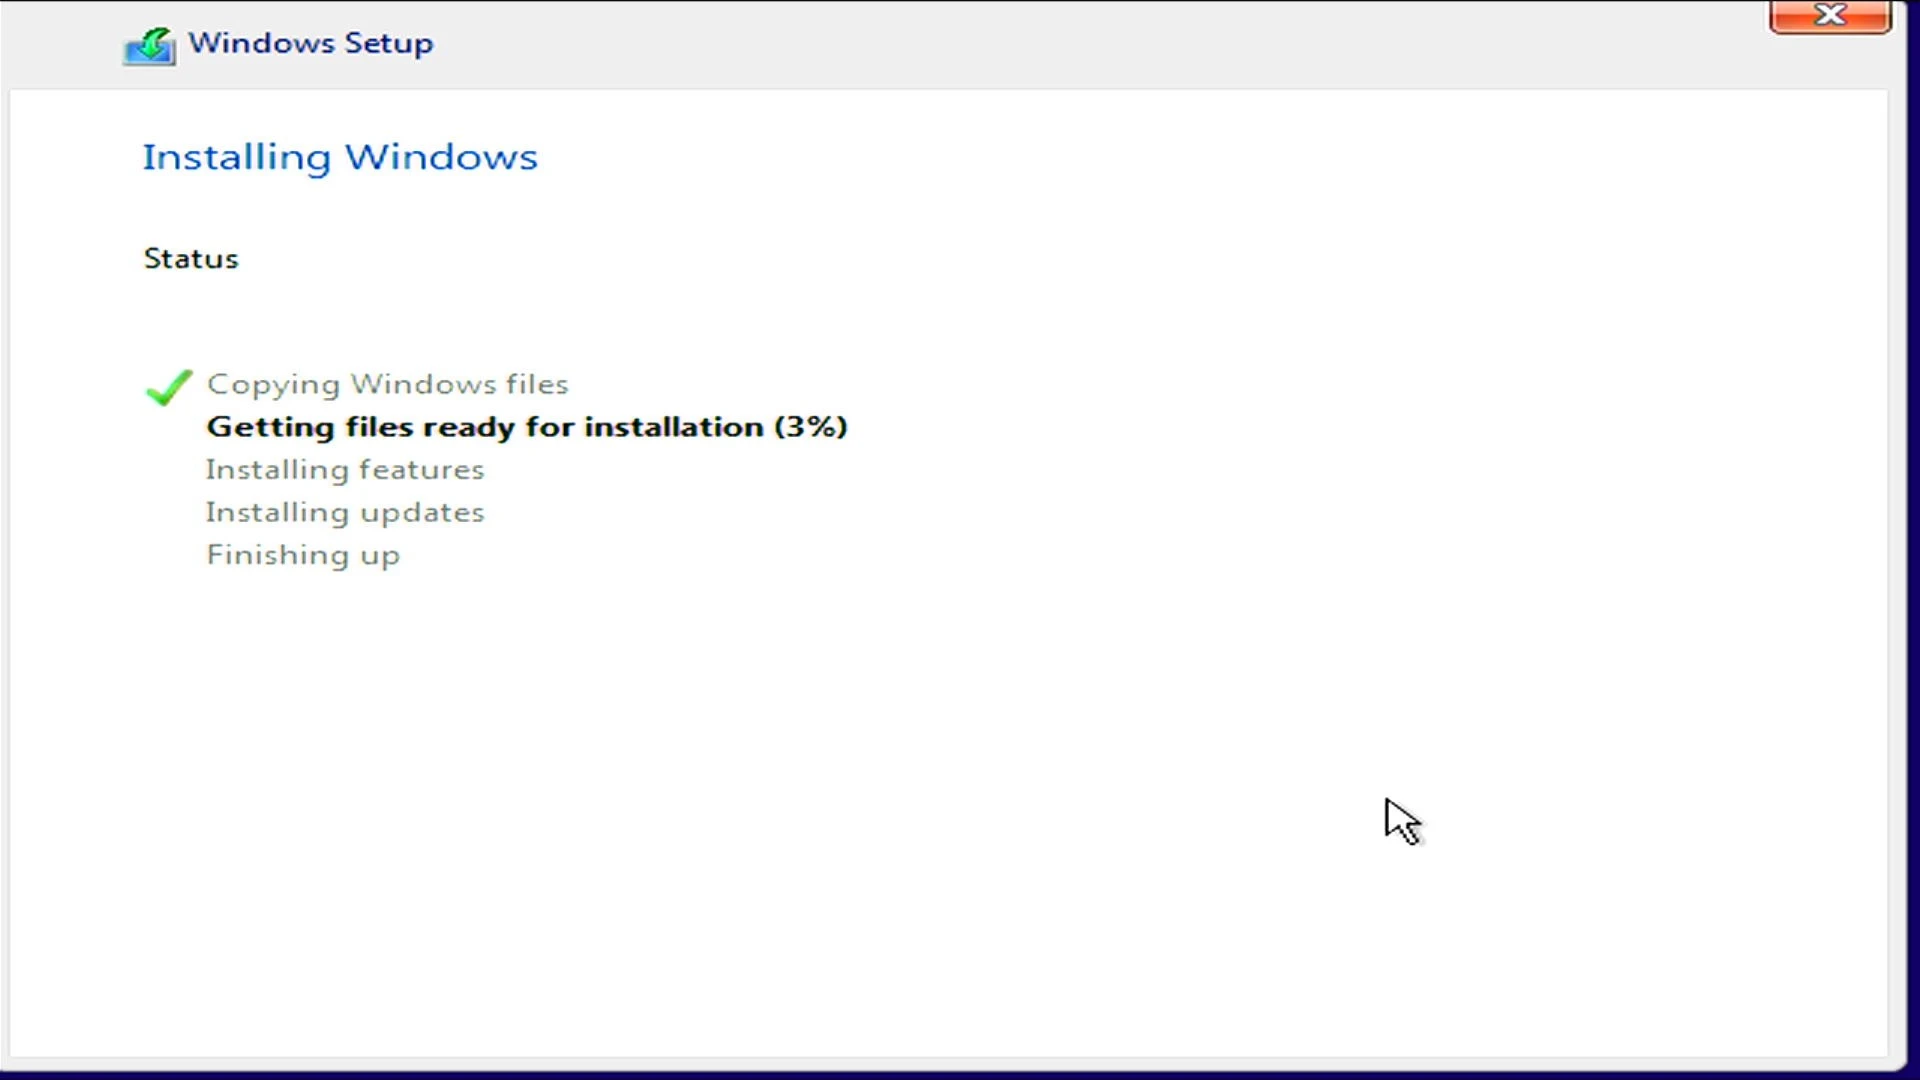 Windows Setup
Installing Windows
Status
Copying Windows files
Getting files ready for installation (3%)
Installing features
Installing updates
Finishing up